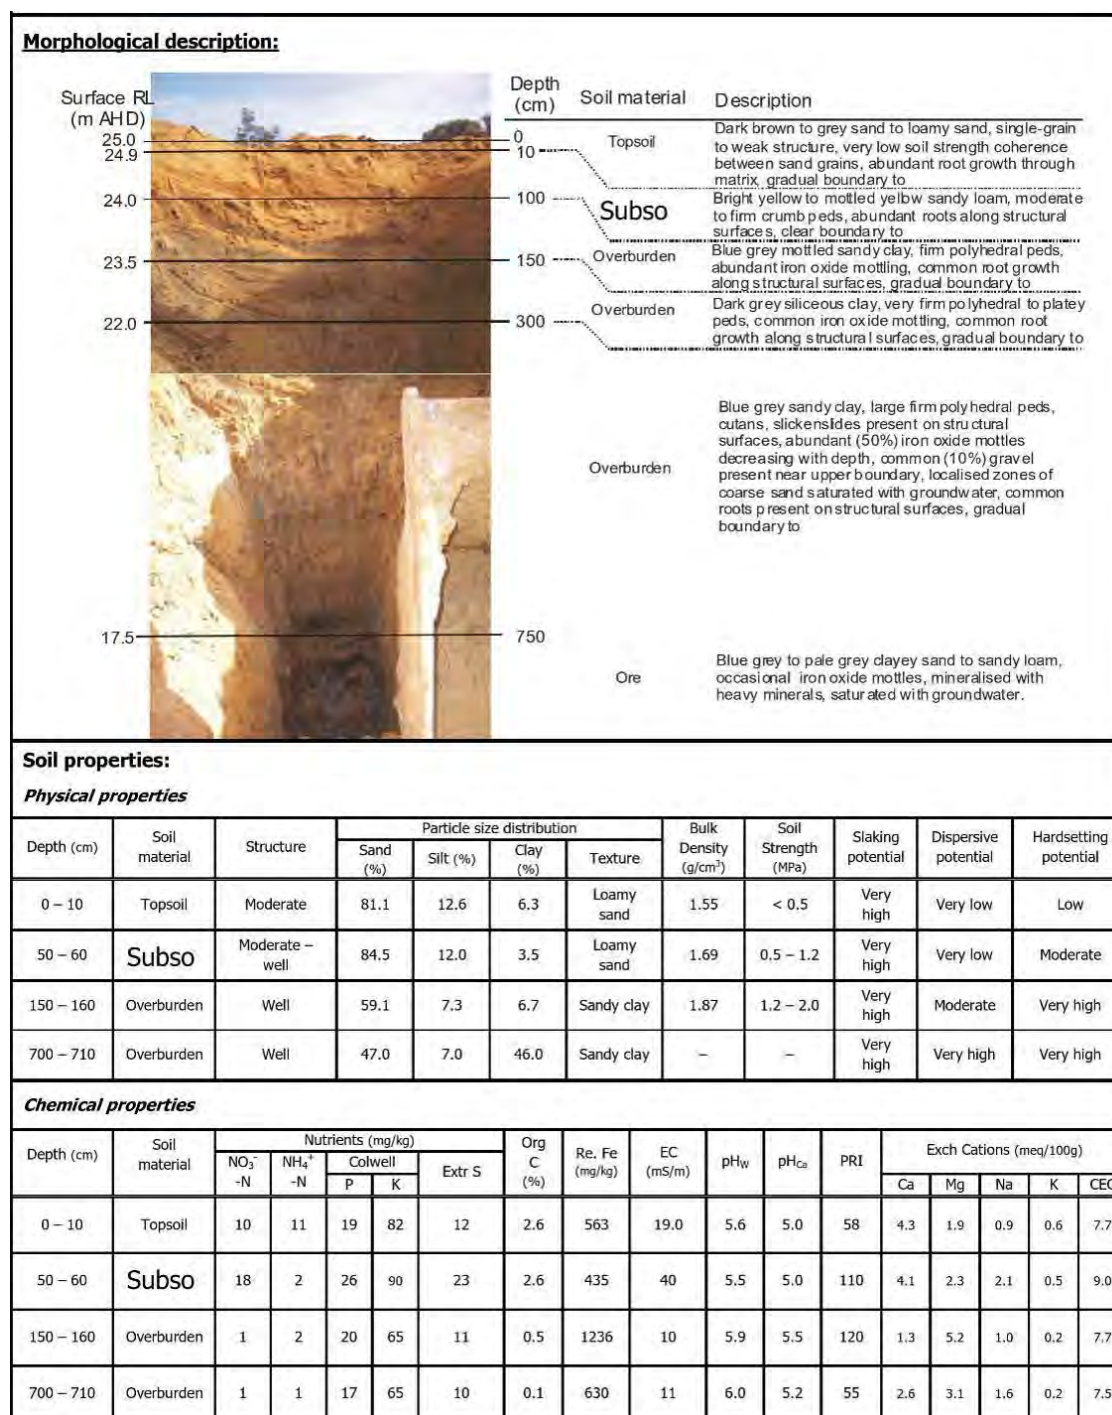 Morphological description:
Surface RL
(m AHD)
Depth
(cm)
Soil material
Description
25.0
0
24.9
10
Topsoil
Dark brown to grey sand to loamy sand, single-grain
to weak structure, very low soil strength coherence
between sand grains, abundant root growth through
matrix, gradual boundary to
24.0
100
Subso
Bright yellow to mottled yellow sandy loam, moderate
to firm crumb peds, abundant roots along structural
surfaces, clear boundary to
23.5
150
Overburden
Blue grey mottled sandy clay, firm polyhedral peds,
abundant iron oxide mottling, common root growth
along structural surfaces, gradual boundary to
22.0
300
Overburden
Dark grey siliceous clay, very firm polyhedral to platey
peds, common iron oxide mottling, common root
growth along structural surfaces, gradual boundary to
Overburden
Blue grey sandy clay, large firm polyhedral peds,
cutans, slickenslides present on structural
surfaces, abundant (50%) iron oxide mottles
decreasing with depth, common (10%) gravel
present near upper boundary, localised zones of
coarse sand saturated with groundwater, common
roots present on structural surfaces, gradual
boundary to
17.5
750
Ore
Blue grey to pale grey clayey sand to sandy loam,
occasional iron oxide mottles, mineralised with
heavy minerals, saturated with groundwater.
Soil properties:
Physical properties
Depth (cm) Soil material Structure Particle size distribution Bulk Density (g/cm³) Soil Strength (MPa) Slaking potential Dispersive potential Hardsetting potential
Sand (%) Silt (%) Clay (%) Texture
0 – 10 Topsoil Moderate 81.1 12.6 6.3 Loamy sand 1.55 < 0.5 Very high Very low Low
50 – 60 Subso Moderate – well 84.5 12.0 3.5 Loamy sand 1.69 0.5 – 1.2 Very high Very low Moderate
150 – 160 Overburden Well 59.1 7.3 6.7 Sandy clay 1.87 1.2 – 2.0 Very high Moderate Very high
700 – 710 Overburden Well 47.0 7.0 46.0 Sandy clay – – Very high Very high Very high
Chemical properties
Depth (cm) Soil material Nutrients (mg/kg) Org C (%) Re. Fe (mg/kg) EC (mS/m) pHW pHCa PRI Exch Cations (meq/100g)
NO3⁻ -N NH4⁺ -N Colwell Extr S
P K Ca Mg Na K CEC
0 – 10 Topsoil 10 11 19 82 12 2.6 563 19.0 5.6 5.0 58 4.3 1.9 0.9 0.6 7.7
50 – 60 Subso 18 2 26 90 23 2.6 435 40 5.5 5.0 110 4.1 2.3 2.1 0.5 9.0
150 – 160 Overburden 1 2 20 65 11 0.5 1236 10 5.9 5.5 120 1.3 5.2 1.0 0.2 7.7
700 – 710 Overburden 1 1 17 65 10 0.1 630 11 6.0 5.2 55 2.6 3.1 1.6 0.2 7.5